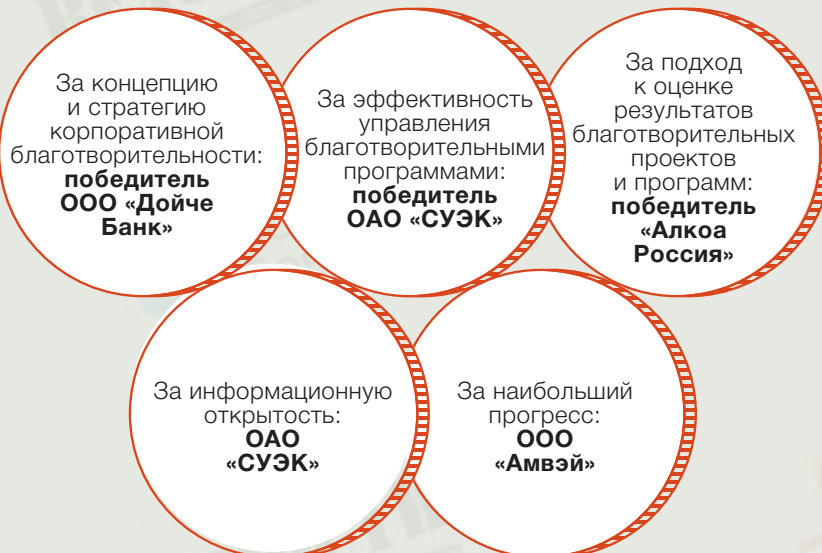 За концепцию
и стратегию
корпоративной
благотворительности:
победитель
ООО «Дойче
Банк»
За эффективность
управления
благотворительными
программами:
победитель
ОАО «СУЭК»
За подход
к оценке
результатов
благотворительных
проектов
и программ:
победитель
«Алкоа
Россия»
За информационную
открытость:
ОАО
«СУЭК»
За наибольший
прогресс:
ООО
«Амвэй»